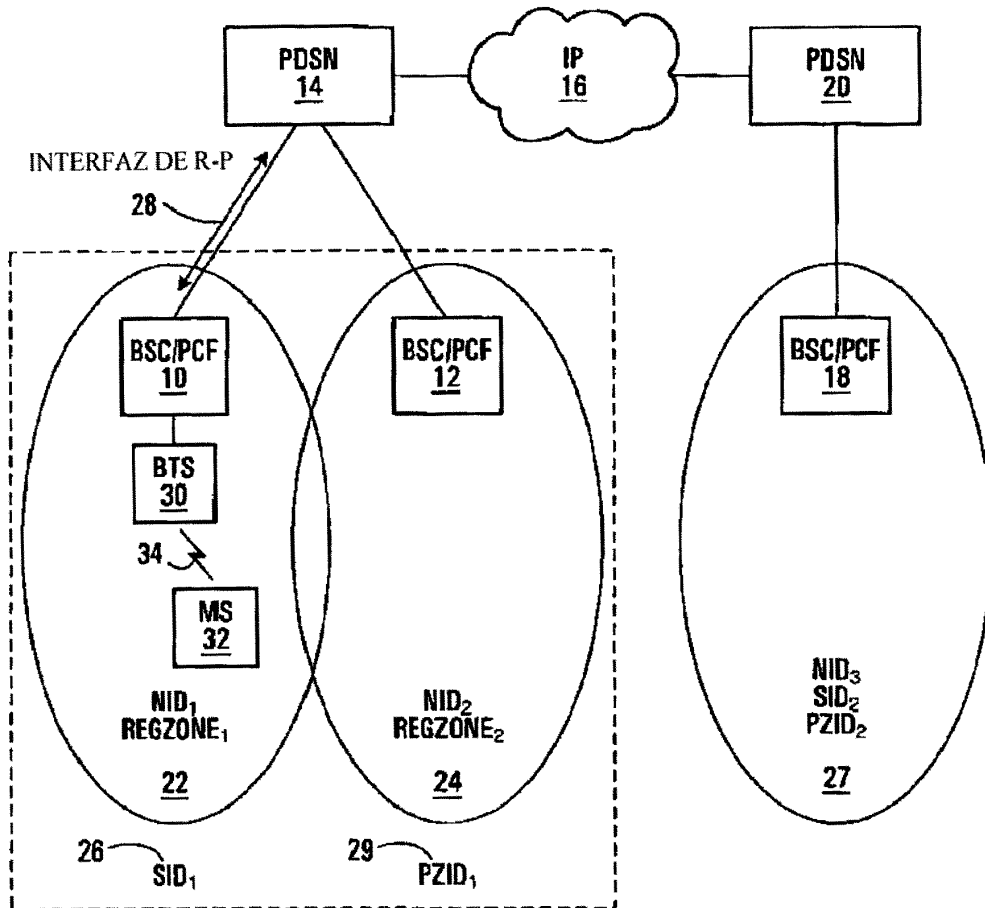 PDSN
14
IP
16
PDSN
20
INTERFAZ DE R-P
28
BSC/PCF
10
BSC/PCF
12
BSC/PCF
18
BTS
30
34
MS
32
NID₁
REGZONE₁
22
NID₂
REGZONE₂
24
NID₃
SID₂
PZID₂
27
26
SID₁
29
PZID₁